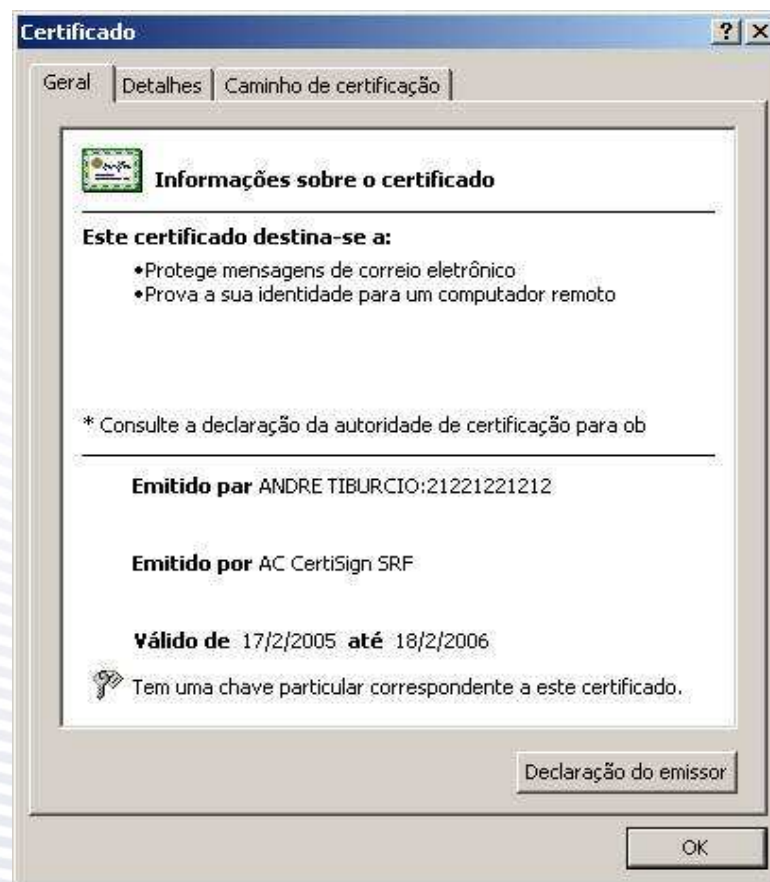 Certificado
Geral Detalhes Caminho de certificação
Informações sobre o certificado
Este certificado destina-se a:
•Protege mensagens de correio eletrônico
•Prova a sua identidade para um computador remoto
* Consulte a declaração da autoridade de certificação para ob
Emitido par ANDRE TIBURCIO:21221221212
Emitido por AC CertiSign SRF
Válido de 17/2/2005 até 18/2/2006
Tem uma chave particular correspondente a este certificado.
Declaração do emissor
OK